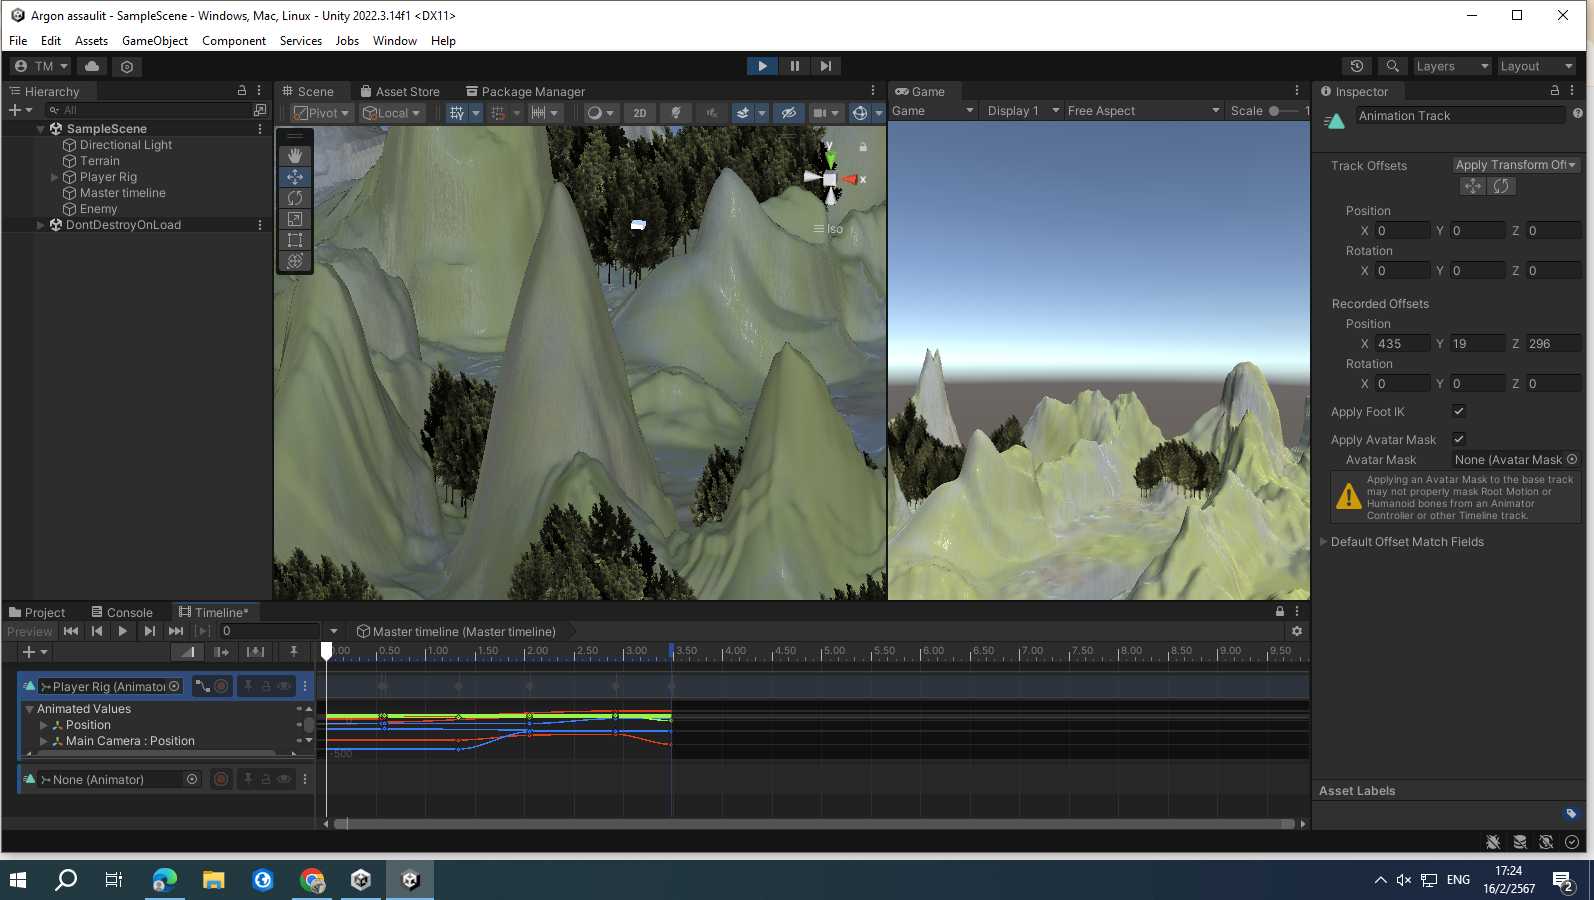 Argon assaulit - SampleScene - Windows, Mac, Linux - Unity 2022.3.14f1 <DX11>
File Edit Assets GameObject Component Services Jobs Window Help
TM
Layers Layout
Hierarchy
All
SampleScene
Directional Light
Terrain
Player Rig
Master timeline
Enemy
DontDestroyOnLoad
Scene Asset Store Package Manager
Pivot Local 2D
y
x
Iso
Game
Game Display 1 Free Aspect Scale 1
Inspector
Animation Track
Track Offsets Apply Transform Off
Position
X 0 Y 0 Z 0
Rotation
X 0 Y 0 Z 0
Recorded Offsets
Position
X 435 Y 19 Z 296
Rotation
X 0 Y 0 Z 0
Apply Foot IK
Apply Avatar Mask
Avatar Mask None (Avatar Mask
Applying an Avatar Mask to the base track
may not properly mask Root Motion or
Humanoid bones from an Animator
Controller or other Timeline track.
Default Offset Match Fields
Asset Labels
Project Console Timeline*
Preview 0 Master timeline (Master timeline)
0.00 0.50 1.00 1.50 2.00 2.50 3.00 3.50 4.00 4.50 5.00 5.50 6.00 6.50 7.00 7.50 8.00 8.50 9.00 9.50
Player Rig (Animator
Animated Values
Position
Main Camera : Position
-500
None (Animator)
ENG
17:24
16/2/2567
2